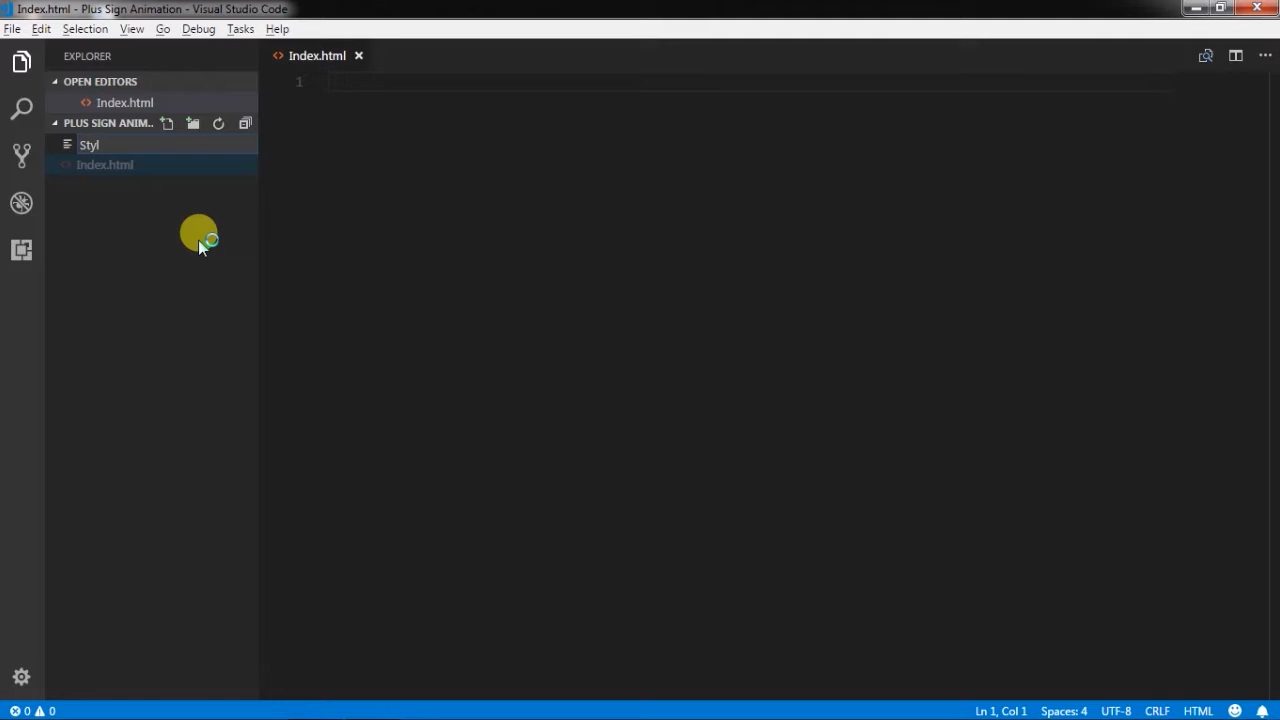 Index.html - Plus Sign Animation - Visual Studio Code
File Edit Selection View Go Debug Tasks Help
EXPLORER
Index.html
OPEN EDITORS
Index.html
PLUS SIGN ANIM..
Styl
Index.html
1
0 0
Ln 1, Col 1 Spaces: 4 UTF-8 CRLF HTML